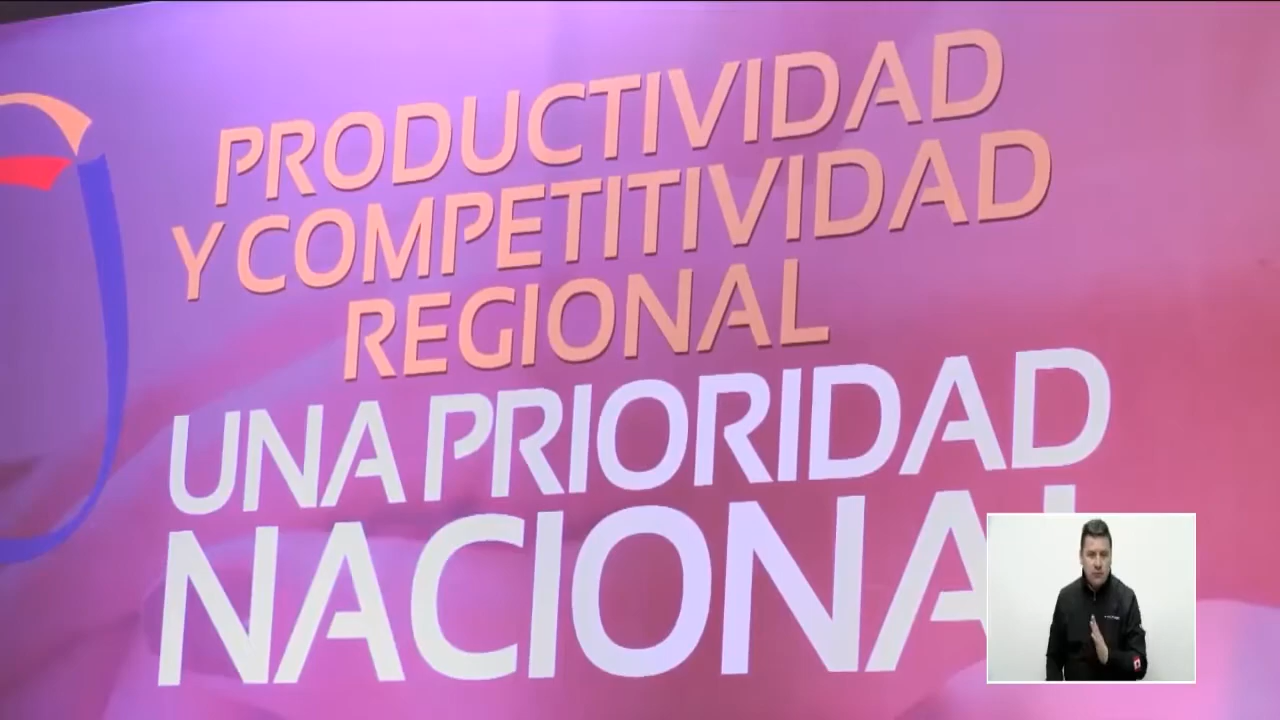 PRODUCTIVIDAD
Y COMPETITIVIDAD
REGIONAL
UNA PRIORIDAD
NACIONAL